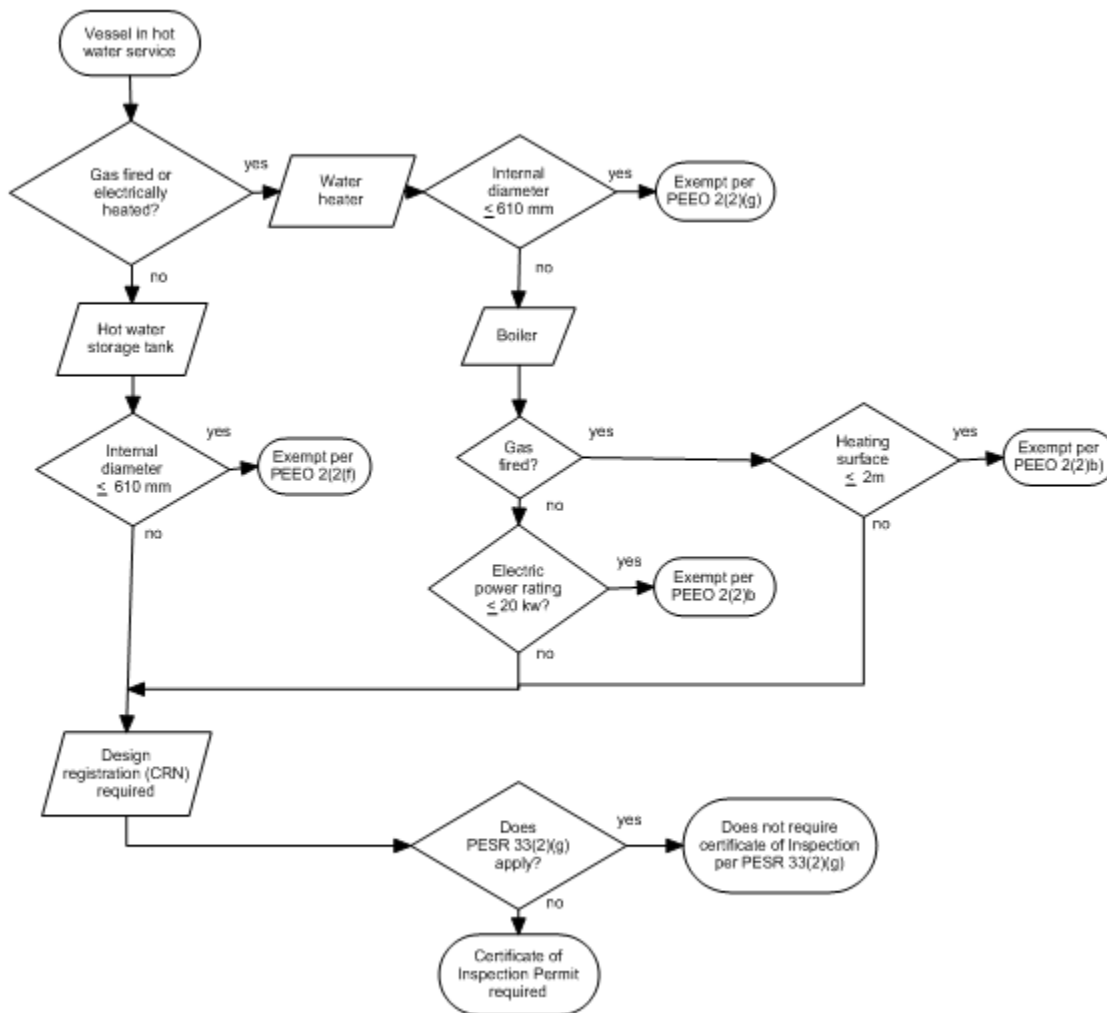 Vessel in hot
water service
Gas fired or
electrically
heated?
yes
Water
heater
Internal
diameter
≤ 610 mm
yes
Exempt per
PEEO 2(2)(g)
no
no
Hot water
storage tank
Boiler
Internal
diameter
≤ 610 mm
yes
Exempt per
PEEO 2(2(f)
no
Gas
fired?
yes
Heating
surface
≤ 2m
yes
Exempt per
PEEO 2(2)b)
no
no
Electric
power rating
≤ 20 kw?
yes
Exempt per
PEEO 2(2)b
no
Design
registration (CRN)
required
Does
PESR 33(2)(g)
apply?
yes
Does not require
certificate of Inspection
per PESR 33(2)(g)
no
Certificate of
Inspection Permit
required